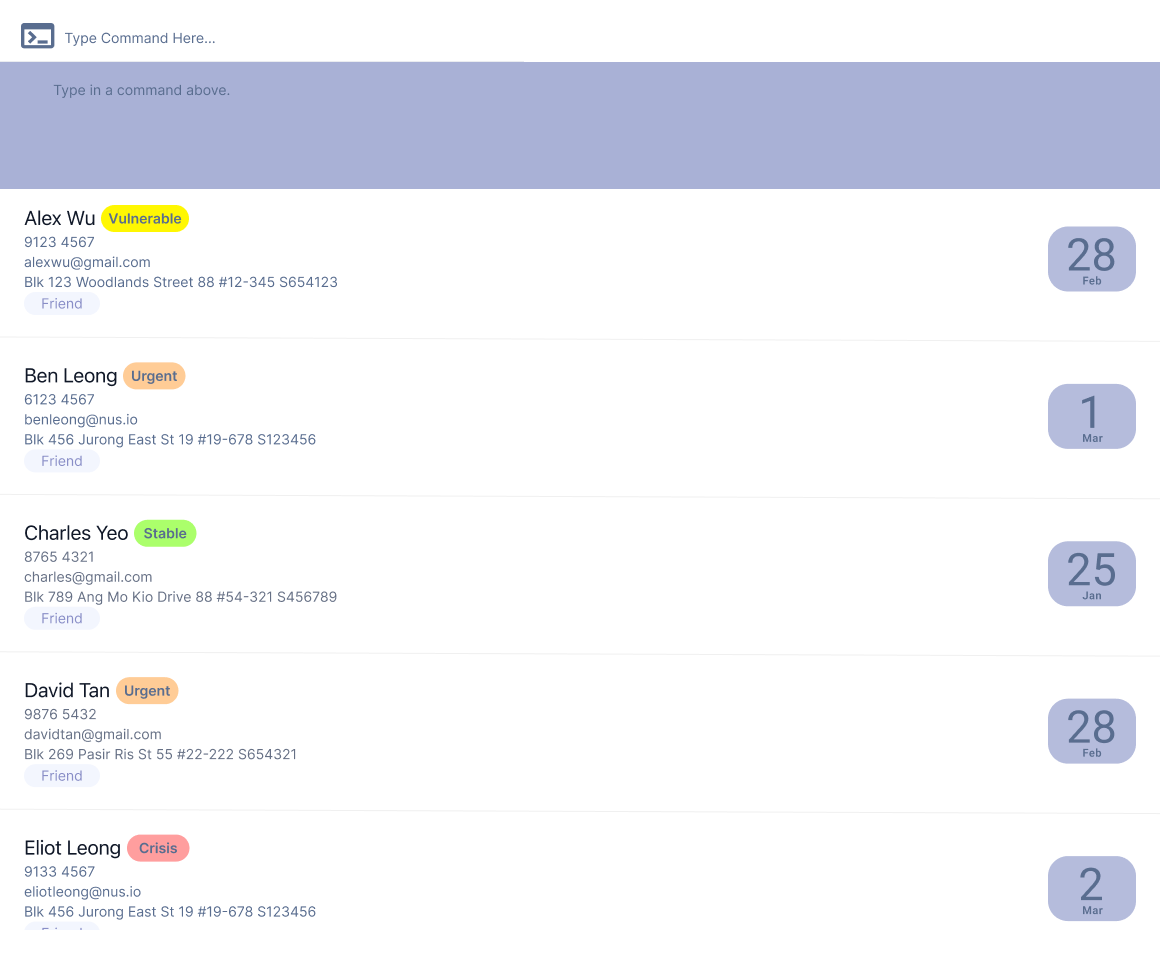 Type Command Here...
Type in a command above.
Alex Wu Vulnerable
9123 4567
alexwu@gmail.com
Blk 123 Woodlands Street 88 #12-345 S654123
Friend
28
Feb
Ben Leong Urgent
6123 4567
benleong@nus.io
Blk 456 Jurong East St 19 #19-678 S123456
Friend
1
Mar
Charles Yeo Stable
8765 4321
charles@gmail.com
Blk 789 Ang Mo Kio Drive 88 #54-321 S456789
Friend
25
Jan
David Tan Urgent
9876 5432
davidtan@gmail.com
Blk 269 Pasir Ris St 55 #22-222 S654321
Friend
28
Feb
Eliot Leong Crisis
9133 4567
eliotleong@nus.io
Blk 456 Jurong East St 19 #19-678 S123456
2
Mar